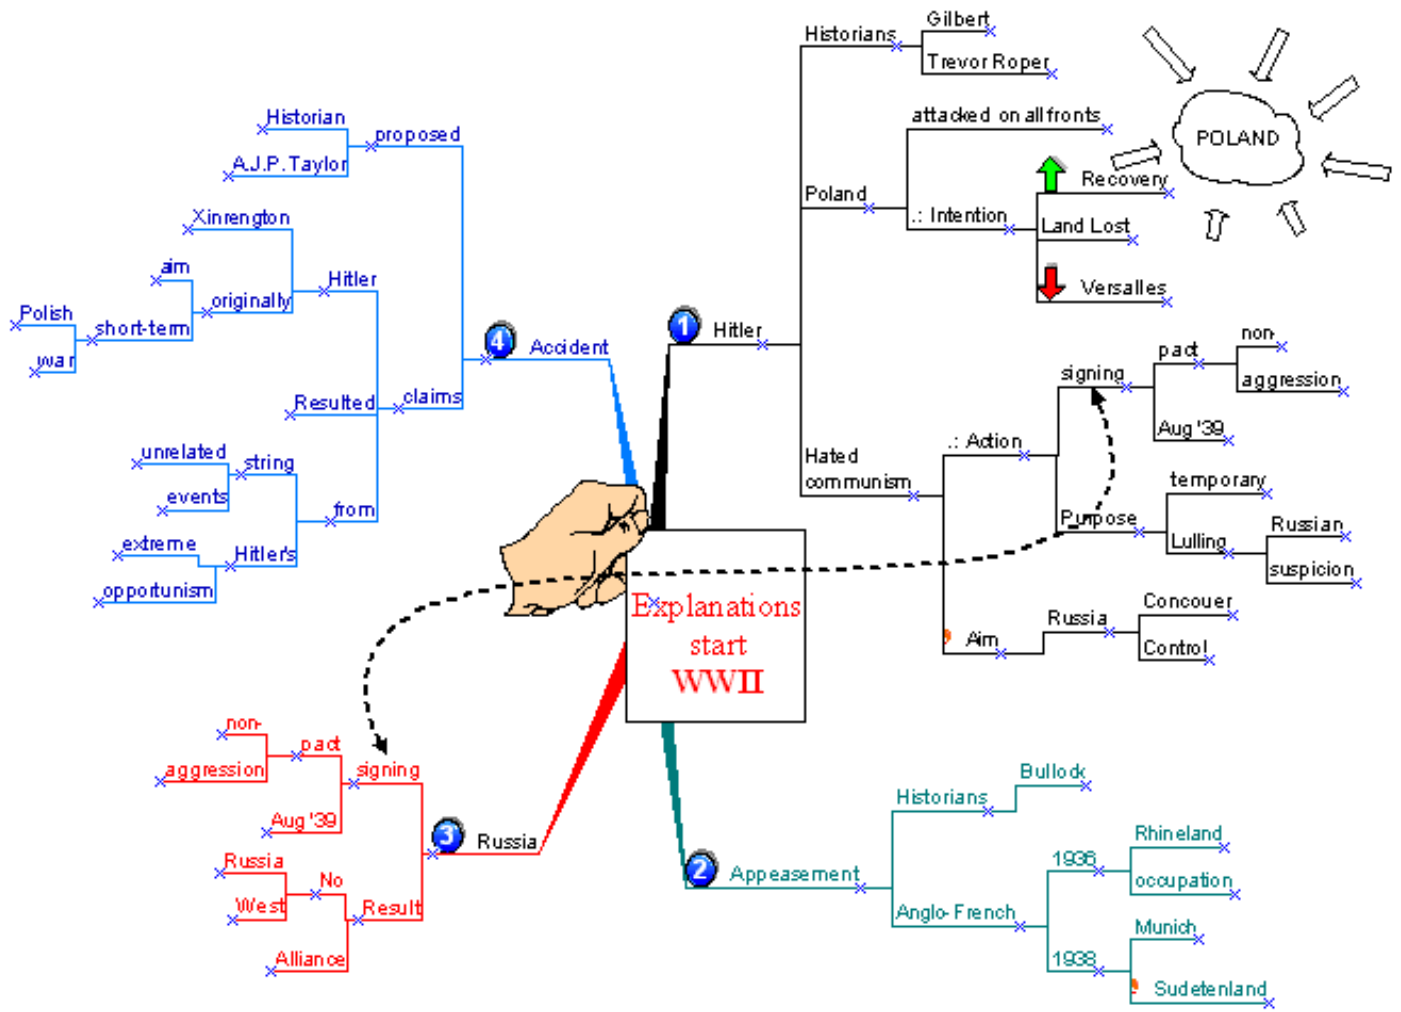 Explanations
start
WWII
1
Hitler
Historians
Gilbert
Trevor Roper
Poland
attacked on all fronts
.: Intention
Recovery
Land Lost
Versalles
POLAND
Hated
communism
.: Action
signing
pact
non-
aggression
Aug '39
Purpose
temporary
Lulling
Russian
suspicion
Aim
Russia
Concouer
Control
2
Appeasement
Historians
Bullock
Anglo-French
1936
Rhineland
occupation
1938
Munich
Sudetenland
3
Russia
signing
pact
non-
aggression
Aug '39
Result
No
Russia
West
Alliance
4
Accident
proposed
Historian
A.J.P. Taylor
claims
Hitler
Xinrengton
originally
aim
short-term
Polish
war
Resulted
from
string
unrelated
events
Hitler's
extreme
opportunism